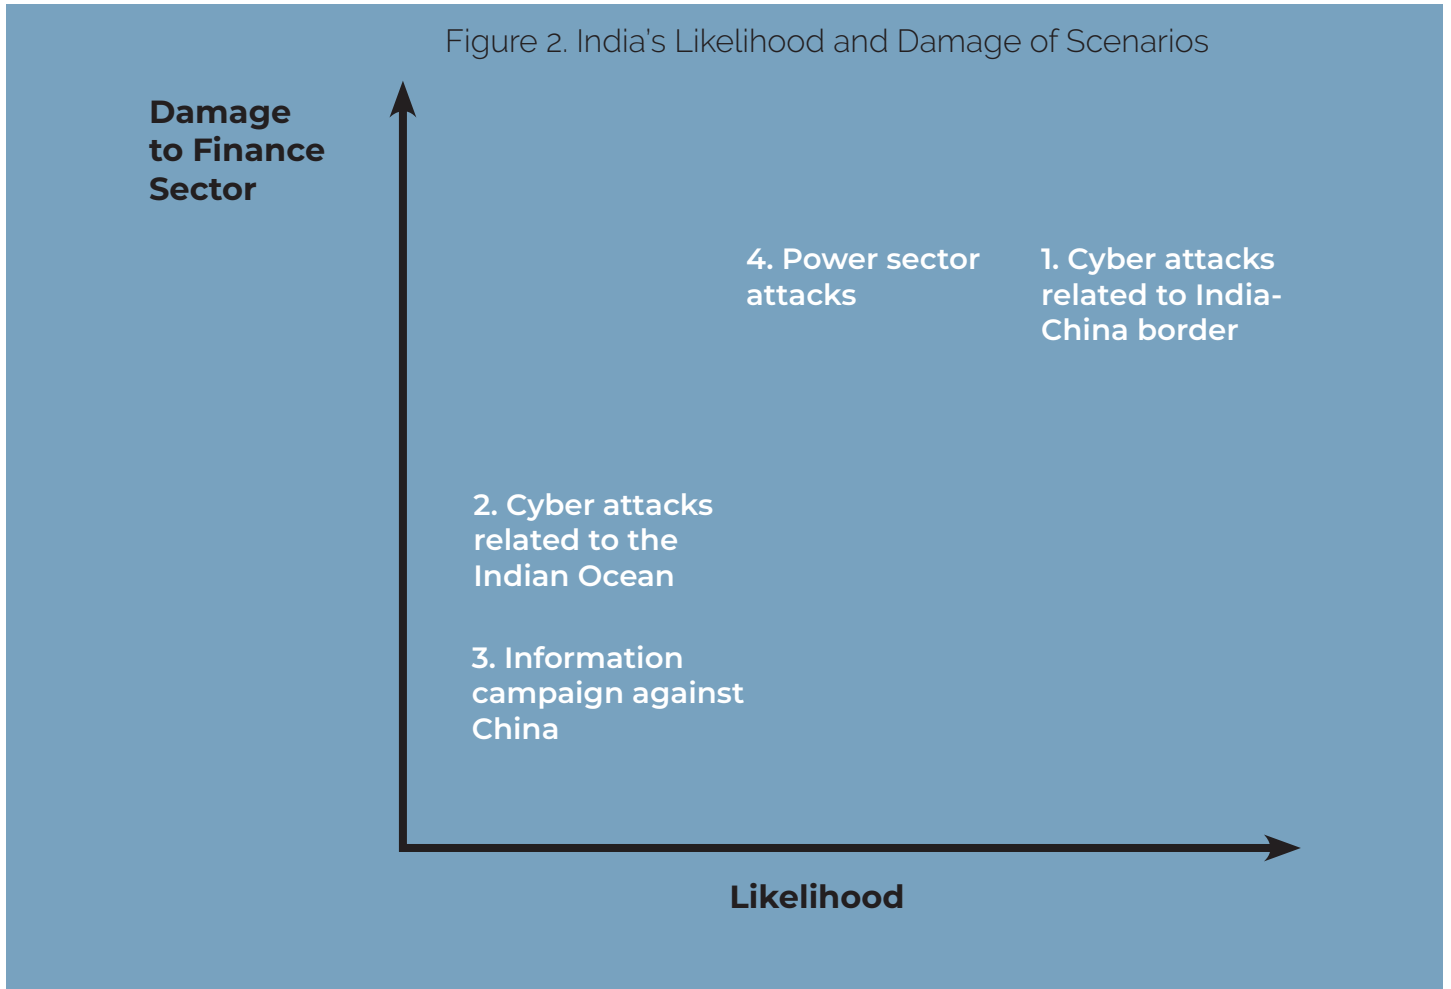 Figure 2. India's Likelihood and Damage of Scenarios
Damage
to Finance
Sector
4. Power sector
attacks
1. Cyber attacks
related to India-
China border
2. Cyber attacks
related to the
Indian Ocean
3. Information
campaign against
China
Likelihood